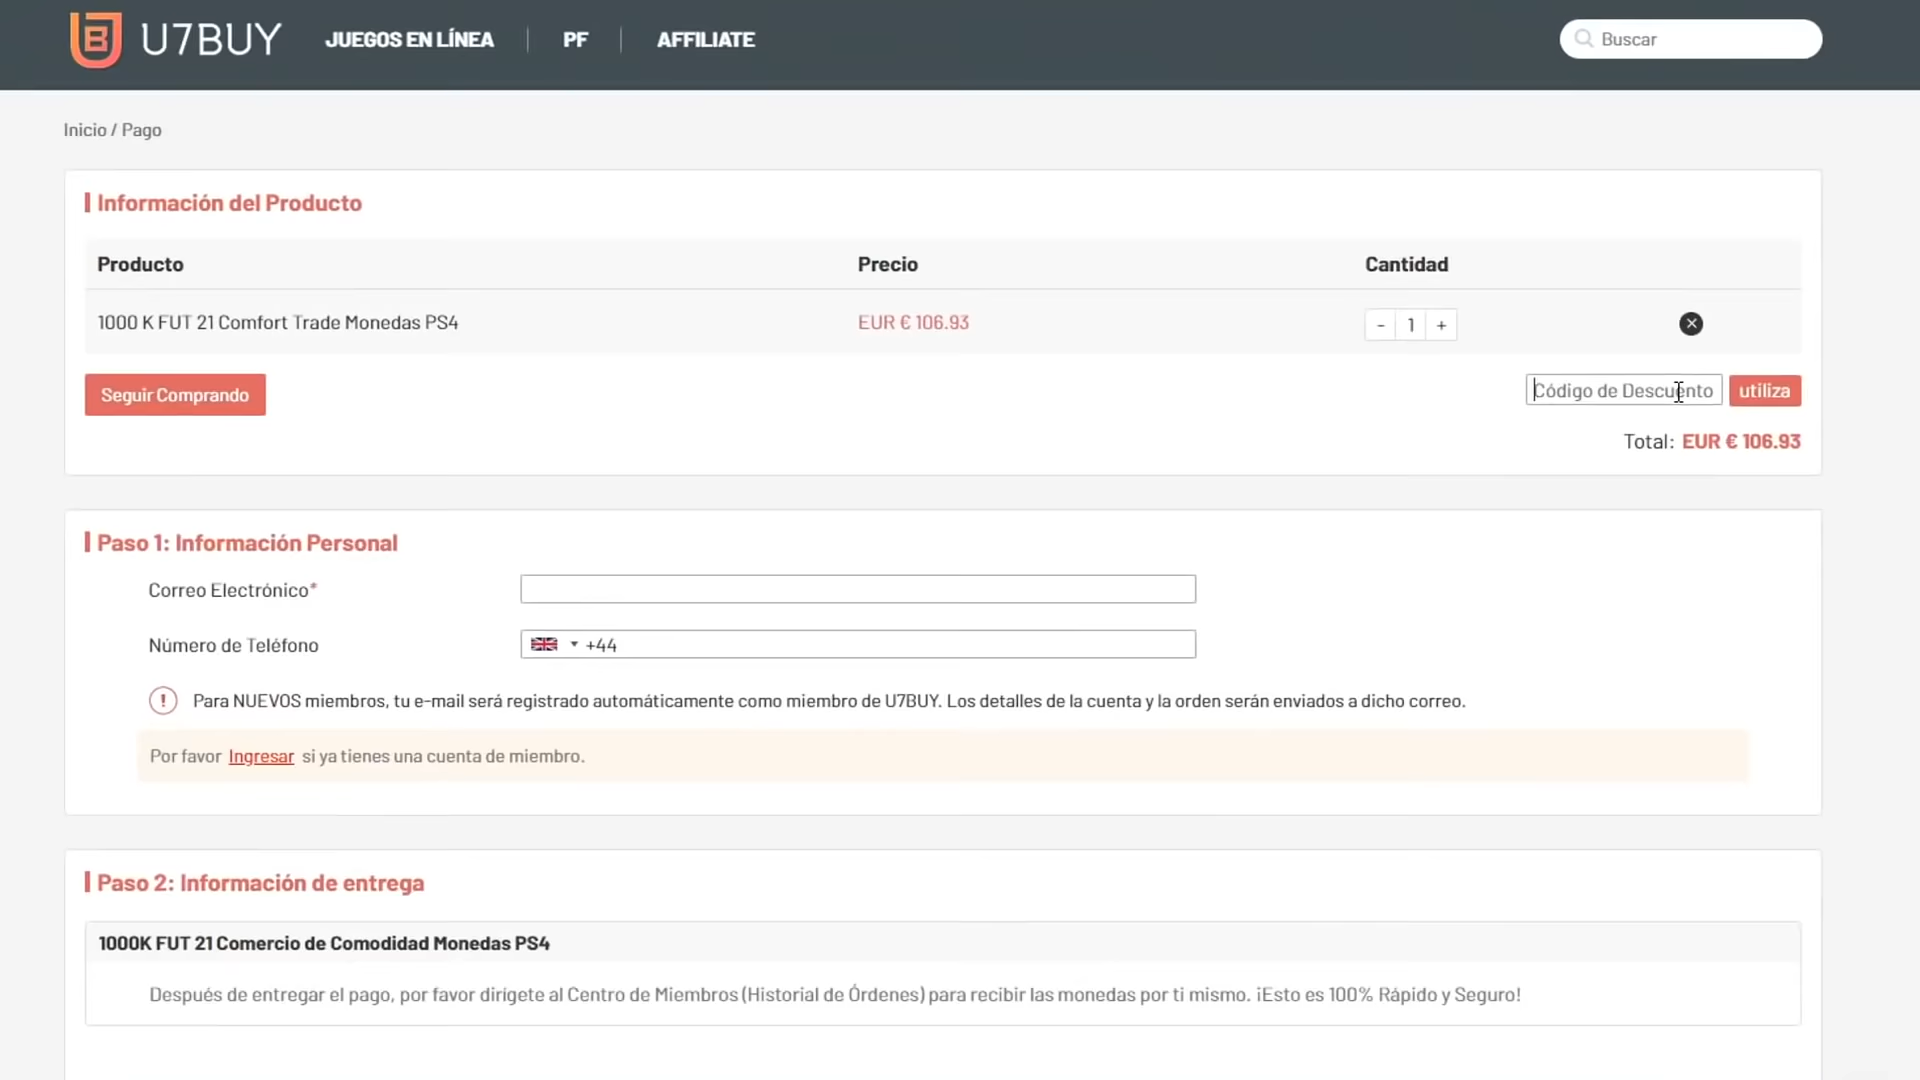 U7BUY JUEGOS EN LÍNEA PF AFFILIATE Buscar
Inicio / Pago
Información del Producto
Producto Precio Cantidad
1000 K FUT 21 Comfort Trade Monedas PS4 EUR € 106.93 - 1 +
Seguir Comprando Código de Descuento utiliza
Total: EUR € 106.93
Paso 1: Información Personal
Correo Electrónico*
Número de Teléfono +44
Para NUEVOS miembros, tu e-mail será registrado automáticamente como miembro de U7BUY. Los detalles de la cuenta y la orden serán enviados a dicho correo.
Por favor Ingresar si ya tienes una cuenta de miembro.
Paso 2: Información de entrega
1000K FUT 21 Comercio de Comodidad Monedas PS4
Después de entregar el pago, por favor dirígete al Centro de Miembros (Historial de Órdenes) para recibir las monedas por ti mismo. ¡Esto es 100% Rápido y Seguro!